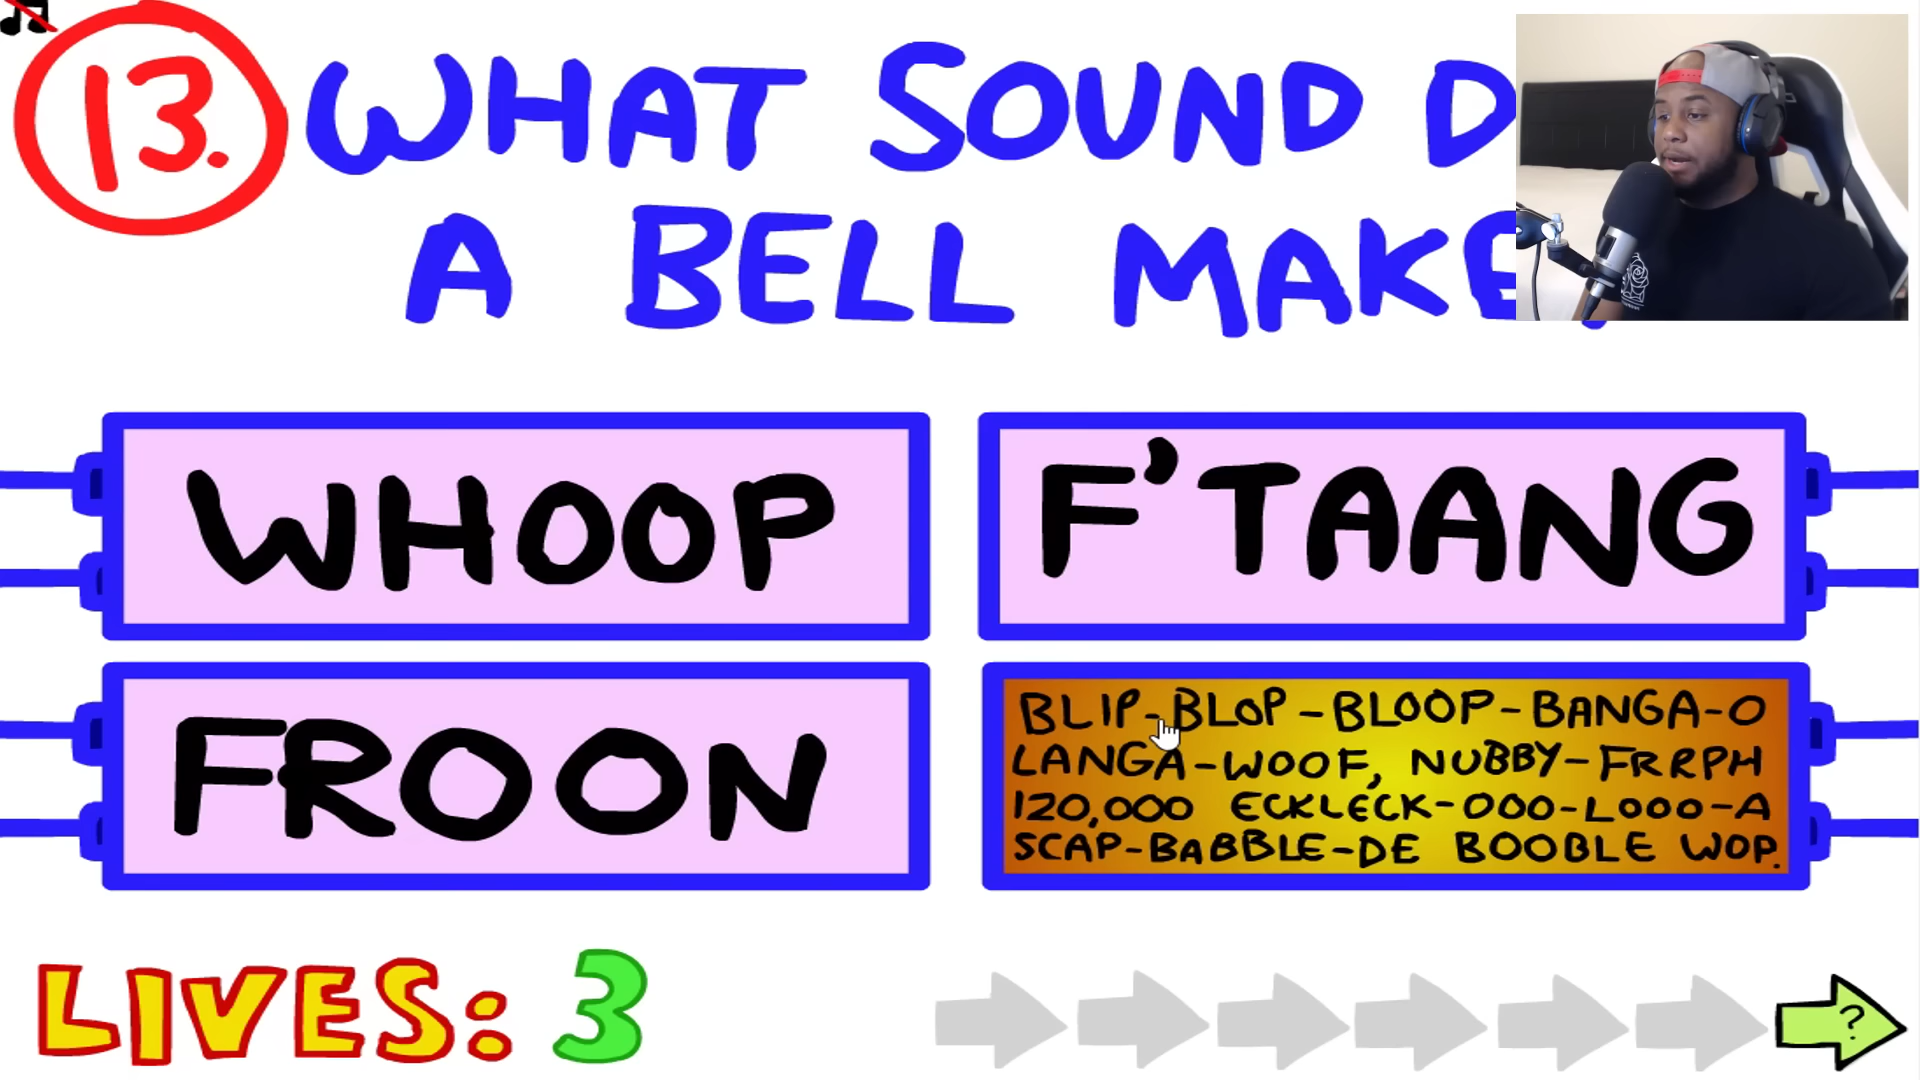 13. WHAT SOUND D
A BELL MAKE
WHOOP
F'TAANG
FROON
BLIP-BLOP-BLOOP-BANGA-O
LANGA-WOOF, NUBBY-FRRPH
120,000 ECKLECK-OOO-LOOO-A
SCAP-BABBLE-DE BOOBLE WOP.
LIVES: 3
?